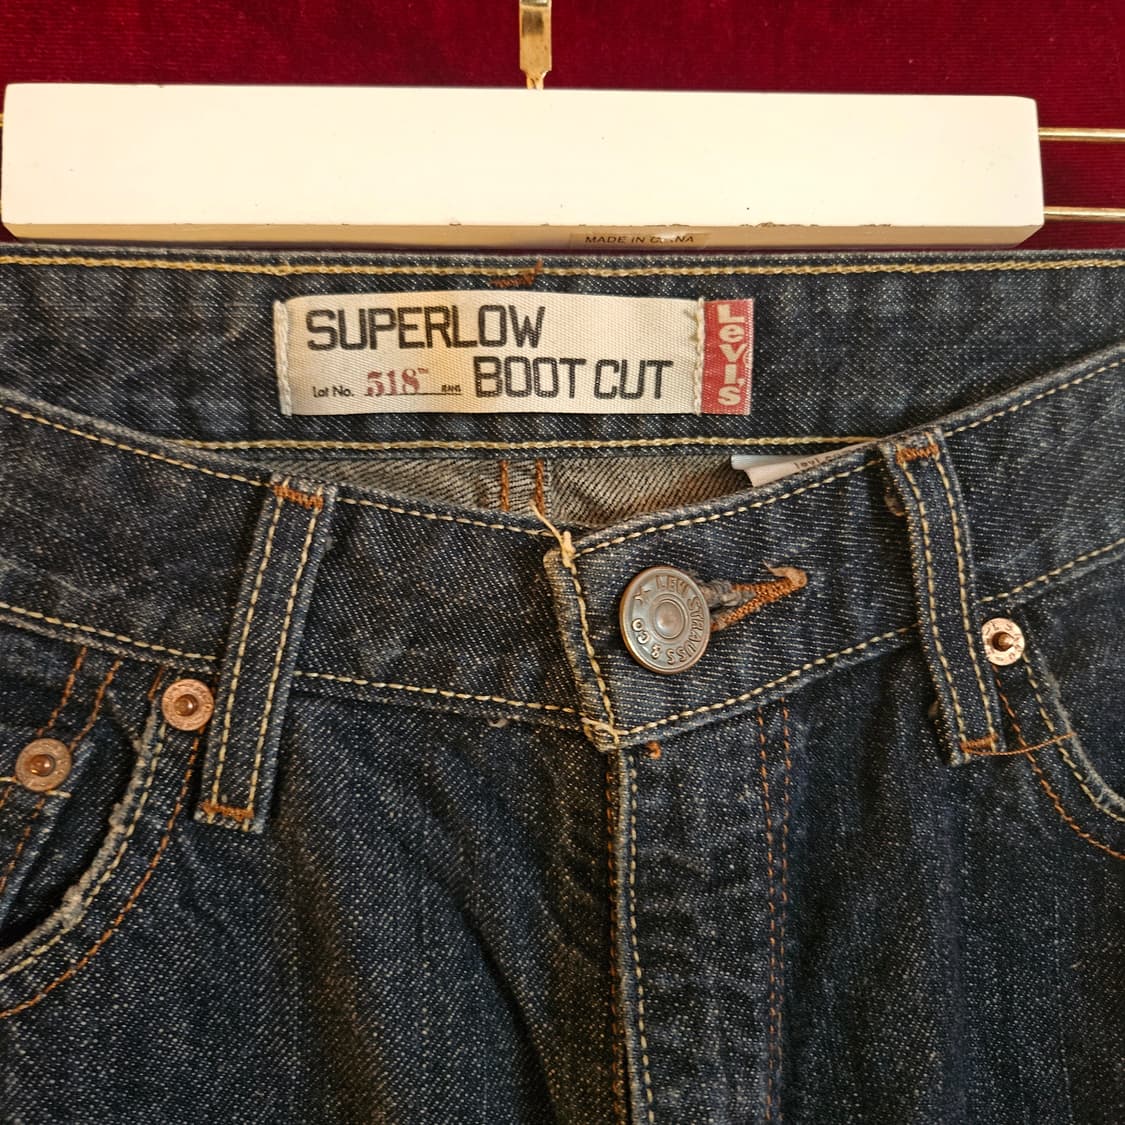 MADE IN CHINA
SUPERLOW
Lot No. 518™ JEANS BOOT CUT
Levi's
LEVI STRAUSS & CO